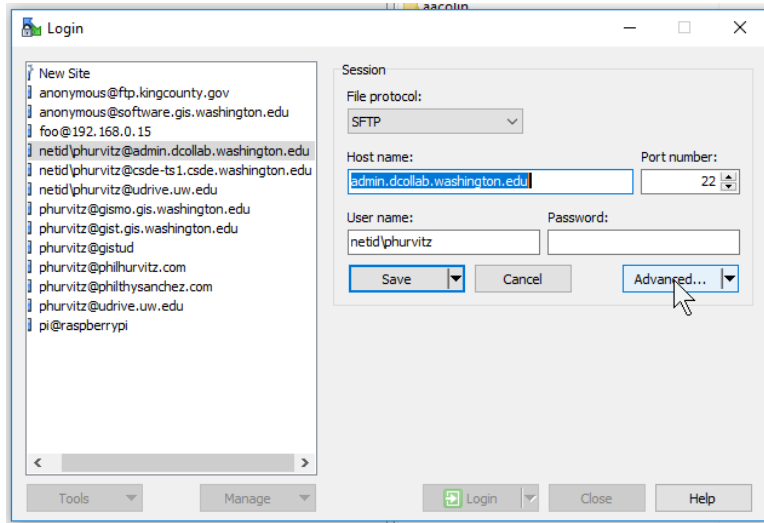 aacolin
Login
New Site
anonymous@ftp.kingcounty.gov
anonymous@software.gis.washington.edu
foo@192.168.0.15
netid\phurvitz@admin.dcollab.washington.edu
netid\phurvitz@csde-ts1.csde.washington.edu
netid\phurvitz@udrive.uw.edu
phurvitz@gismo.gis.washington.edu
phurvitz@gist.gis.washington.edu
phurvitz@gistud
phurvitz@philhurvitz.com
phurvitz@philthysanchez.com
phurvitz@udrive.uw.edu
pi@raspberrypi
Session
File protocol:
SFTP
Host name: Port number:
admin.dcollab.washington.edu 22
User name: Password:
netid\phurvitz
Save Cancel Advanced...
Tools Manage Login Close Help